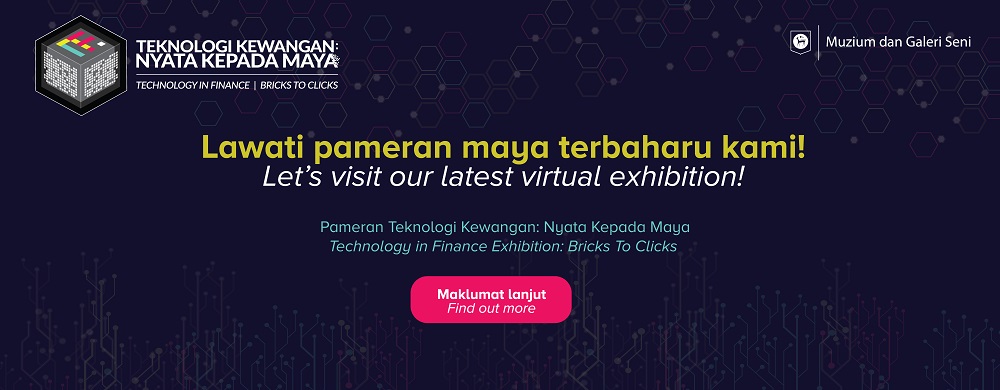 TEKNOLOGI KEWANGAN:
NYATA KEPADA MAYA
TECHNOLOGY IN FINANCE | BRICKS TO CLICKS
Muzium dan Galeri Seni
Lawati pameran maya terbaharu kami!
Let's visit our latest virtual exhibition!
Pameran Teknologi Kewangan: Nyata Kepada Maya
Technology in Finance Exhibition: Bricks To Clicks
Maklumat lanjut
Find out more